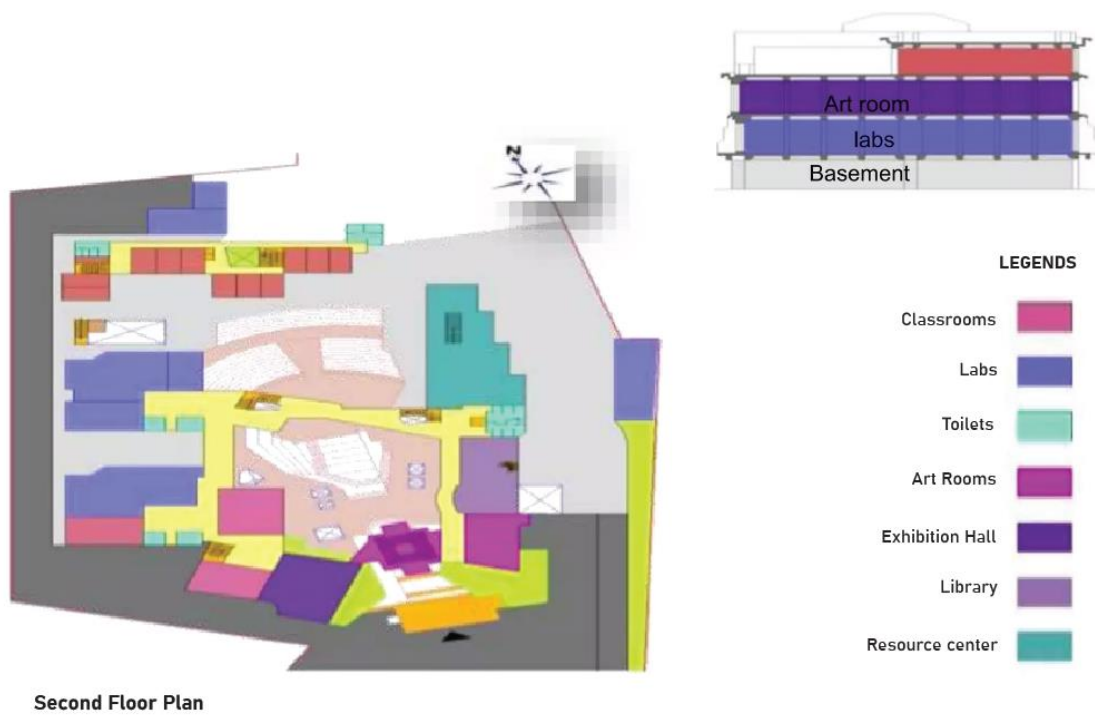 Art room
labs
Basement
N
LEGENDS
Classrooms
Labs
Toilets
Art Rooms
Exhibition Hall
Library
Resource center
Second Floor Plan